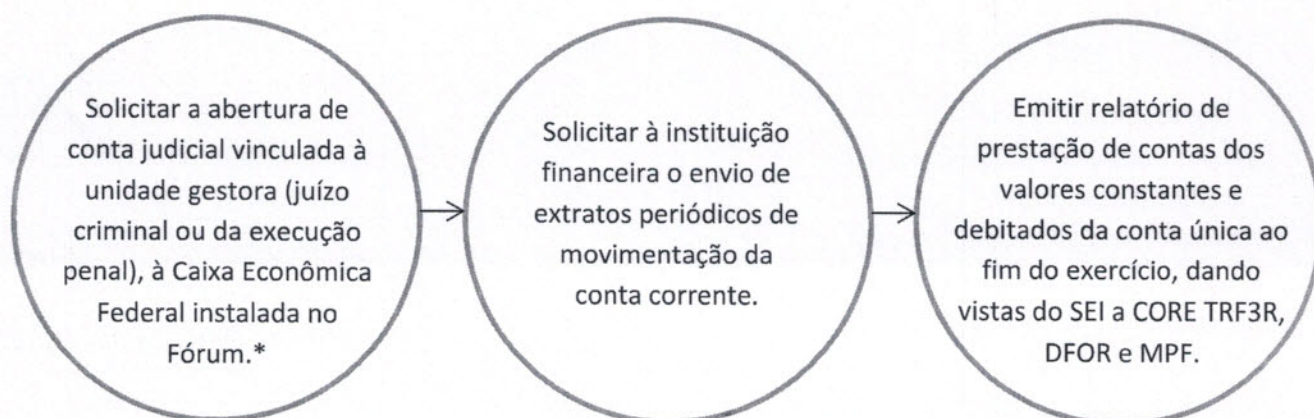 Solicitar a abertura de
conta judicial vinculada à
unidade gestora (juízo
criminal ou da execução
penal), à Caixa Econômica
Federal instalada no
Fórum.*
Solicitar à instituição
financeira o envio de
extratos periódicos de
movimentação da
conta corrente.
Emitir relatório de
prestação de contas dos
valores constantes e
debitados da conta única ao
fim do exercício, dando
vistas do SEI a CORE TRF3R,
DFOR e MPF.